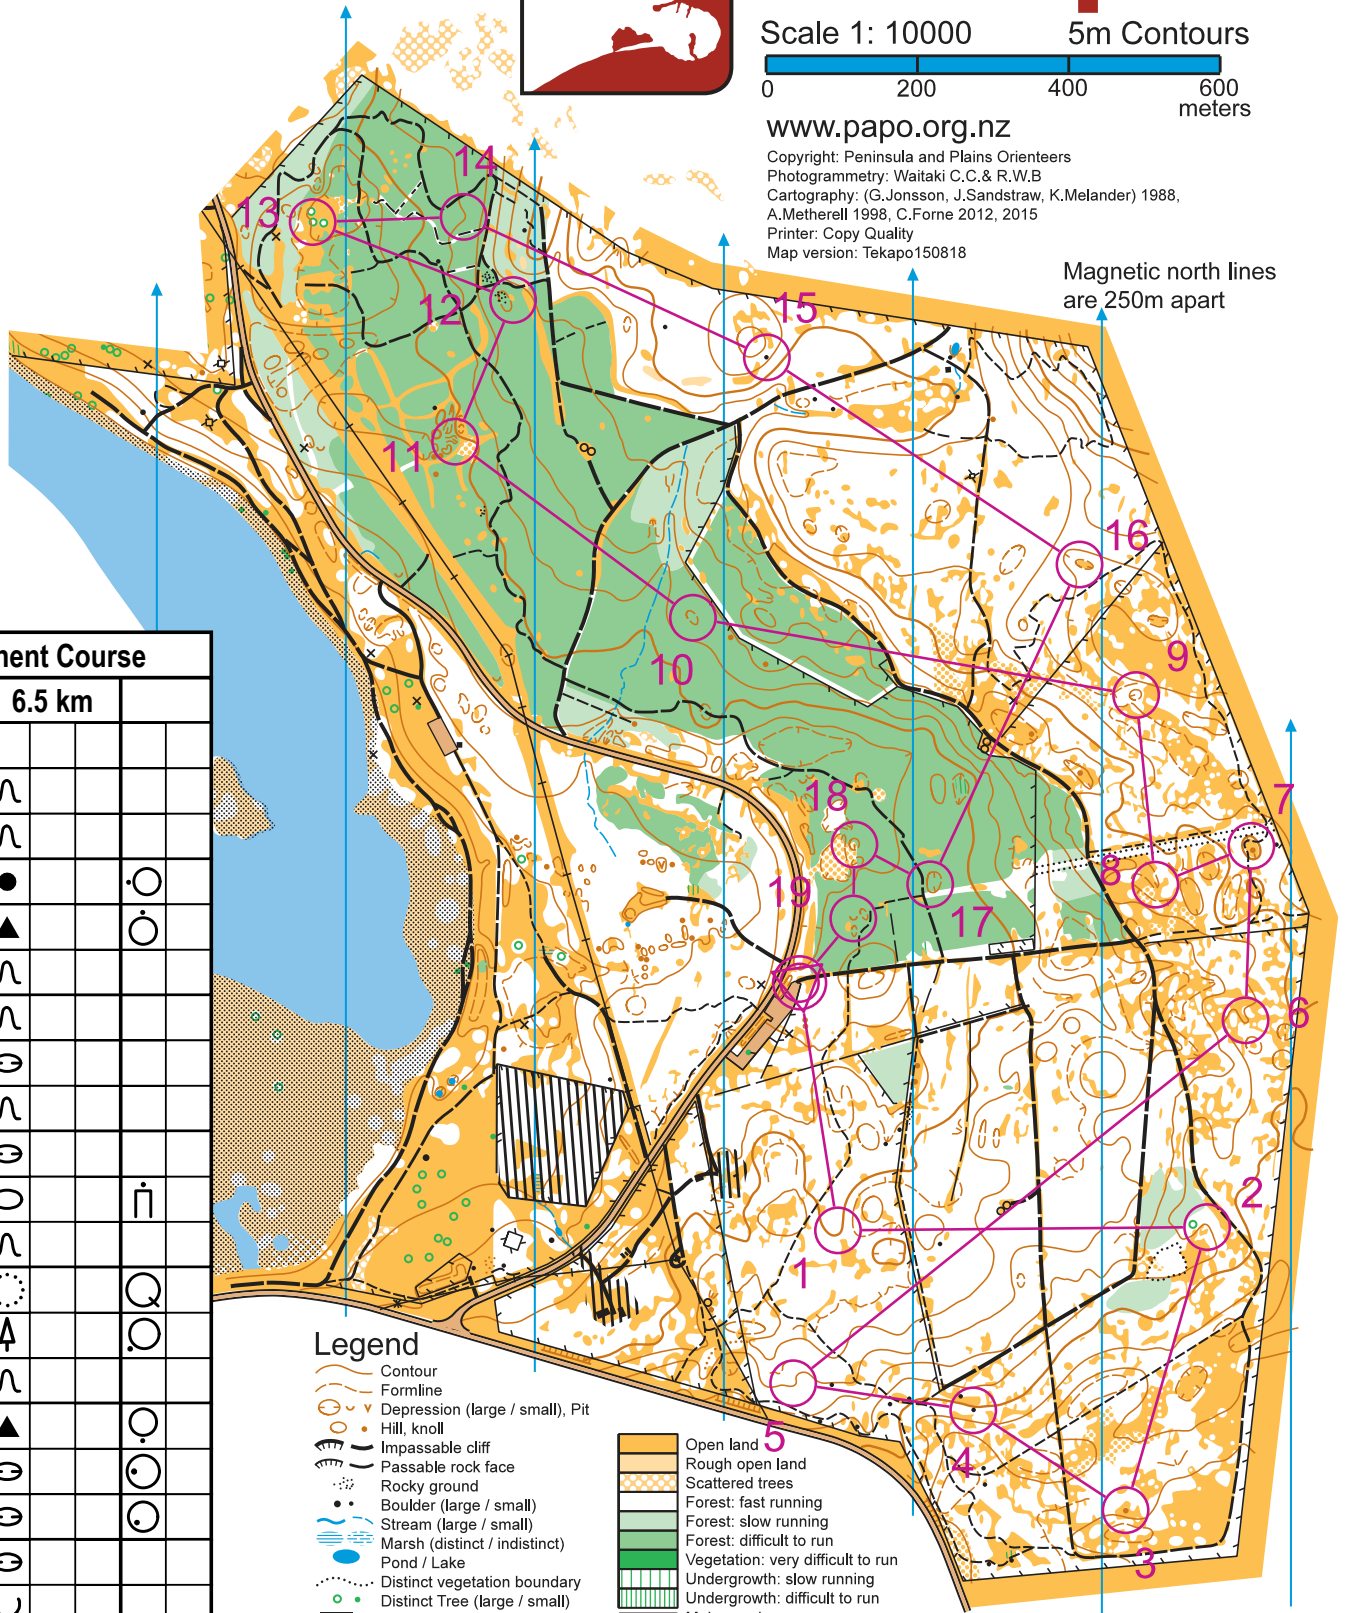 Scale 1: 10000
5m Contours
0
200
400
600
meters
www.papo.org.nz
Copyright: Peninsula and Plains Orienteers
Photogrammetry: Waitaki C.C.& R.W.B
Cartography: (G.Jonsson, J.Sandstraw, K.Melander) 1988,
A.Metherell 1998, C.Forne 2012, 2015
Printer: Copy Quality
Map version: Tekapo150818
Magnetic north lines
are 250m apart
14
13
12
15
11
16
10
9
18
7
8
19
17
6
2
1
5
4
3
nent Course
6.5 km
Legend
Contour
Formline
Depression (large / small), Pit
Hill, knoll
Impassable cliff
Passable rock face
Rocky ground
Boulder (large / small)
Stream (large / small)
Marsh (distinct / indistinct)
Pond / Lake
Distinct vegetation boundary
Distinct Tree (large / small)
Open land
Rough open land
Scattered trees
Forest: fast running
Forest: slow running
Forest: difficult to run
Vegetation: very difficult to run
Undergrowth: slow running
Undergrowth: difficult to run